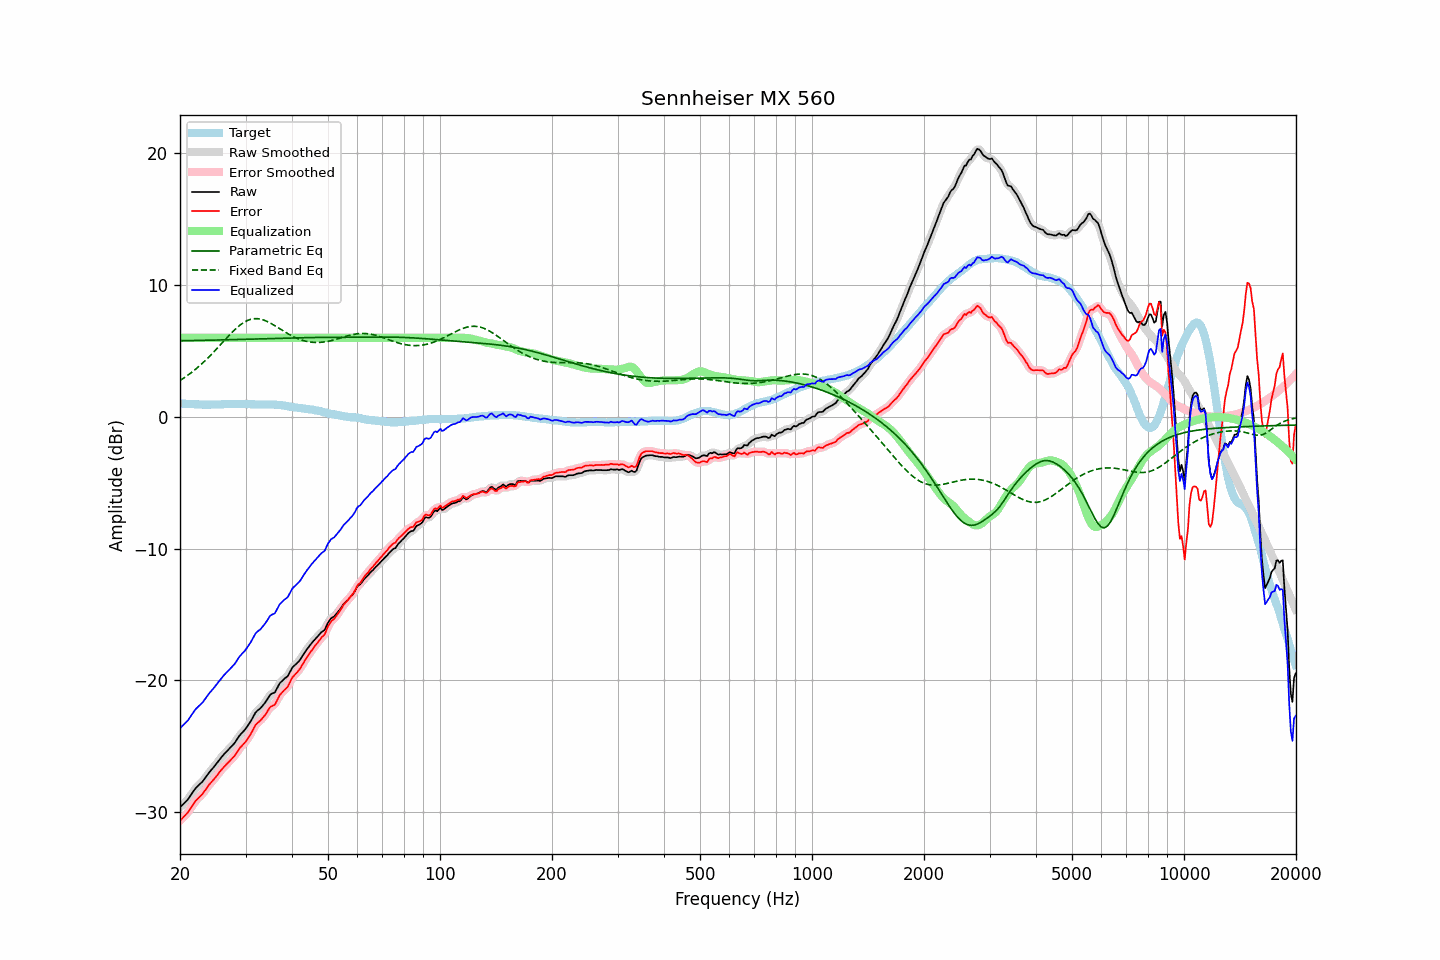 Sennheiser MX 560
Target
Raw Smoothed
Error Smoothed
Raw
Error
Equalization
Parametric Eq
Fixed Band Eq
Equalized
20
10
0
−10
−20
−30
Amplitude (dBr)
20
50
100
200
500
1000
2000
5000
10000
20000
Frequency (Hz)